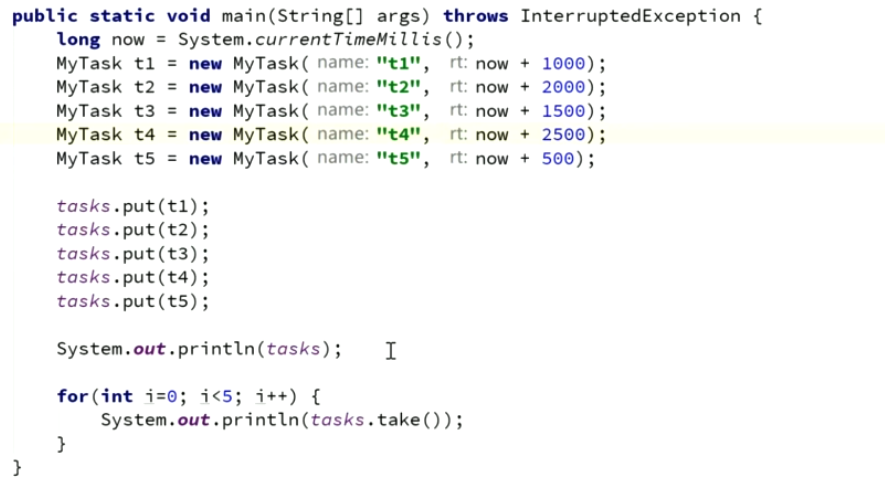 public static void main(String[] args) throws InterruptedException {
long now = System.currentTimeMillis();
MyTask t1 = new MyTask( name: "t1", rt: now + 1000);
MyTask t2 = new MyTask( name: "t2", rt: now + 2000);
MyTask t3 = new MyTask( name: "t3", rt: now + 1500);
MyTask t4 = new MyTask( name: "t4", rt: now + 2500);
MyTask t5 = new MyTask( name: "t5", rt: now + 500);
tasks.put(t1);
tasks.put(t2);
tasks.put(t3);
tasks.put(t4);
tasks.put(t5);
System.out.println(tasks);
for(int i=0; i<5; i++) {
System.out.println(tasks.take());
}
}